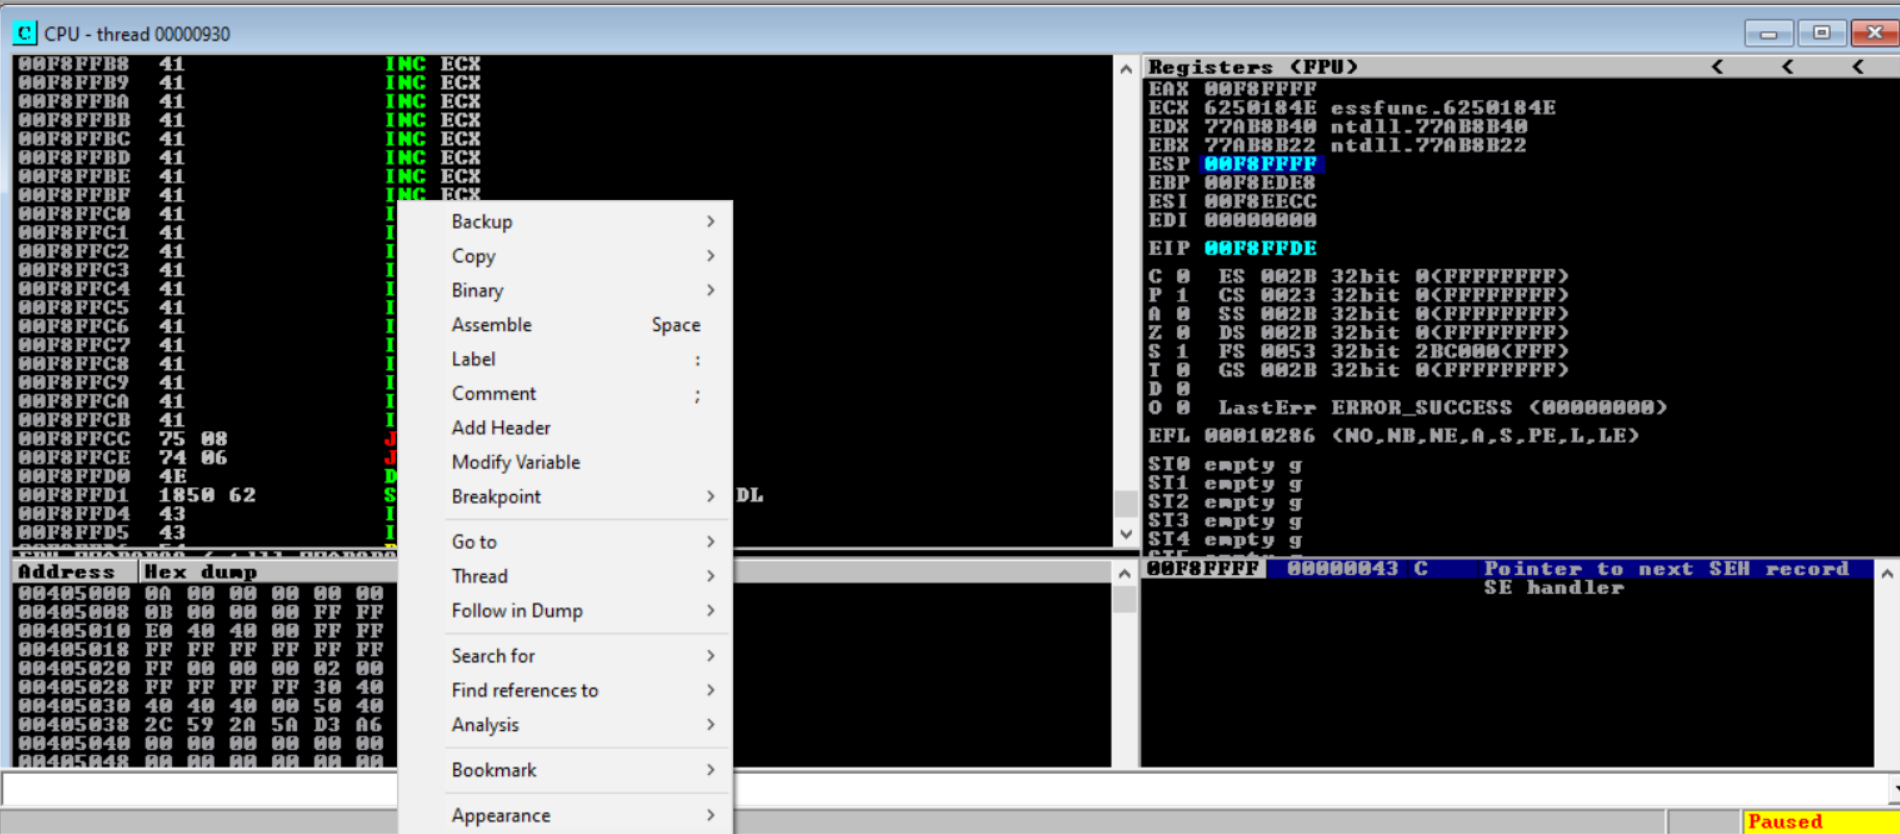 CPU - thread 00000930
00F8FFB8 41 INC ECX
00F8FFB9 41 INC ECX
00F8FFBA 41 INC ECX
00F8FFBB 41 INC ECX
00F8FFBC 41 INC ECX
00F8FFBD 41 INC ECX
00F8FFBE 41 INC ECX
00F8FFBF 41 INC ECX
00F8FFC0 41 I
00F8FFC1 41 I
00F8FFC2 41 I
00F8FFC3 41 I
00F8FFC4 41 I
00F8FFC5 41 I
00F8FFC6 41 I
00F8FFC7 41 I
00F8FFC8 41 I
00F8FFC9 41 I
00F8FFCA 41 I
00F8FFCB 41 I
00F8FFCC 75 08 J
00F8FFCE 74 06 J
00F8FFD0 4E D
00F8FFD1 1850 62 S DL
00F8FFD4 43 I
00F8FFD5 43 I
Backup >
Copy >
Binary >
Assemble Space
Label :
Comment ;
Add Header
Modify Variable
Breakpoint >
Go to >
Thread >
Follow in Dump >
Search for >
Find references to >
Analysis >
Bookmark >
Appearance >
Registers (FPU) < < <
EAX 00F8FFFF
ECX 6250184E essfunc.6250184E
EDX 77AB8B40 ntdll.77AB8B40
EBX 77AB8B22 ntdll.77AB8B22
ESP 00F8FFFF
EBP 00F8EDE8
ESI 00F8EECC
EDI 00000000
EIP 00F8FFDE
C 0 ES 002B 32bit 0(FFFFFFFF)
P 1 CS 0023 32bit 0(FFFFFFFF)
A 0 SS 002B 32bit 0(FFFFFFFF)
Z 0 DS 002B 32bit 0(FFFFFFFF)
S 1 FS 0053 32bit 2BC000(FFF)
T 0 GS 002B 32bit 0(FFFFFFFF)
D 0
O 0 LastErr ERROR_SUCCESS (00000000)
EFL 00010286 (NO,NB,NE,A,S,PE,L,LE)
ST0 empty g
ST1 empty g
ST2 empty g
ST3 empty g
ST4 empty g
Address Hex dump
00405000 0A 00 00 00 00 00
00405008 0B 00 00 00 FF FF
00405010 E0 40 40 00 FF FF
00405018 FF FF FF FF FF FF
00405020 FF 00 00 00 02 00
00405028 FF FF FF FF 30 40
00405030 40 40 40 00 50 40
00405038 2C 59 2A 5A D3 A6
00405040 00 00 00 00 00 00
00405048 00 00 00 00 00 00
00F8FFFF 00000043 C Pointer to next SEH record
SE handler
Paused